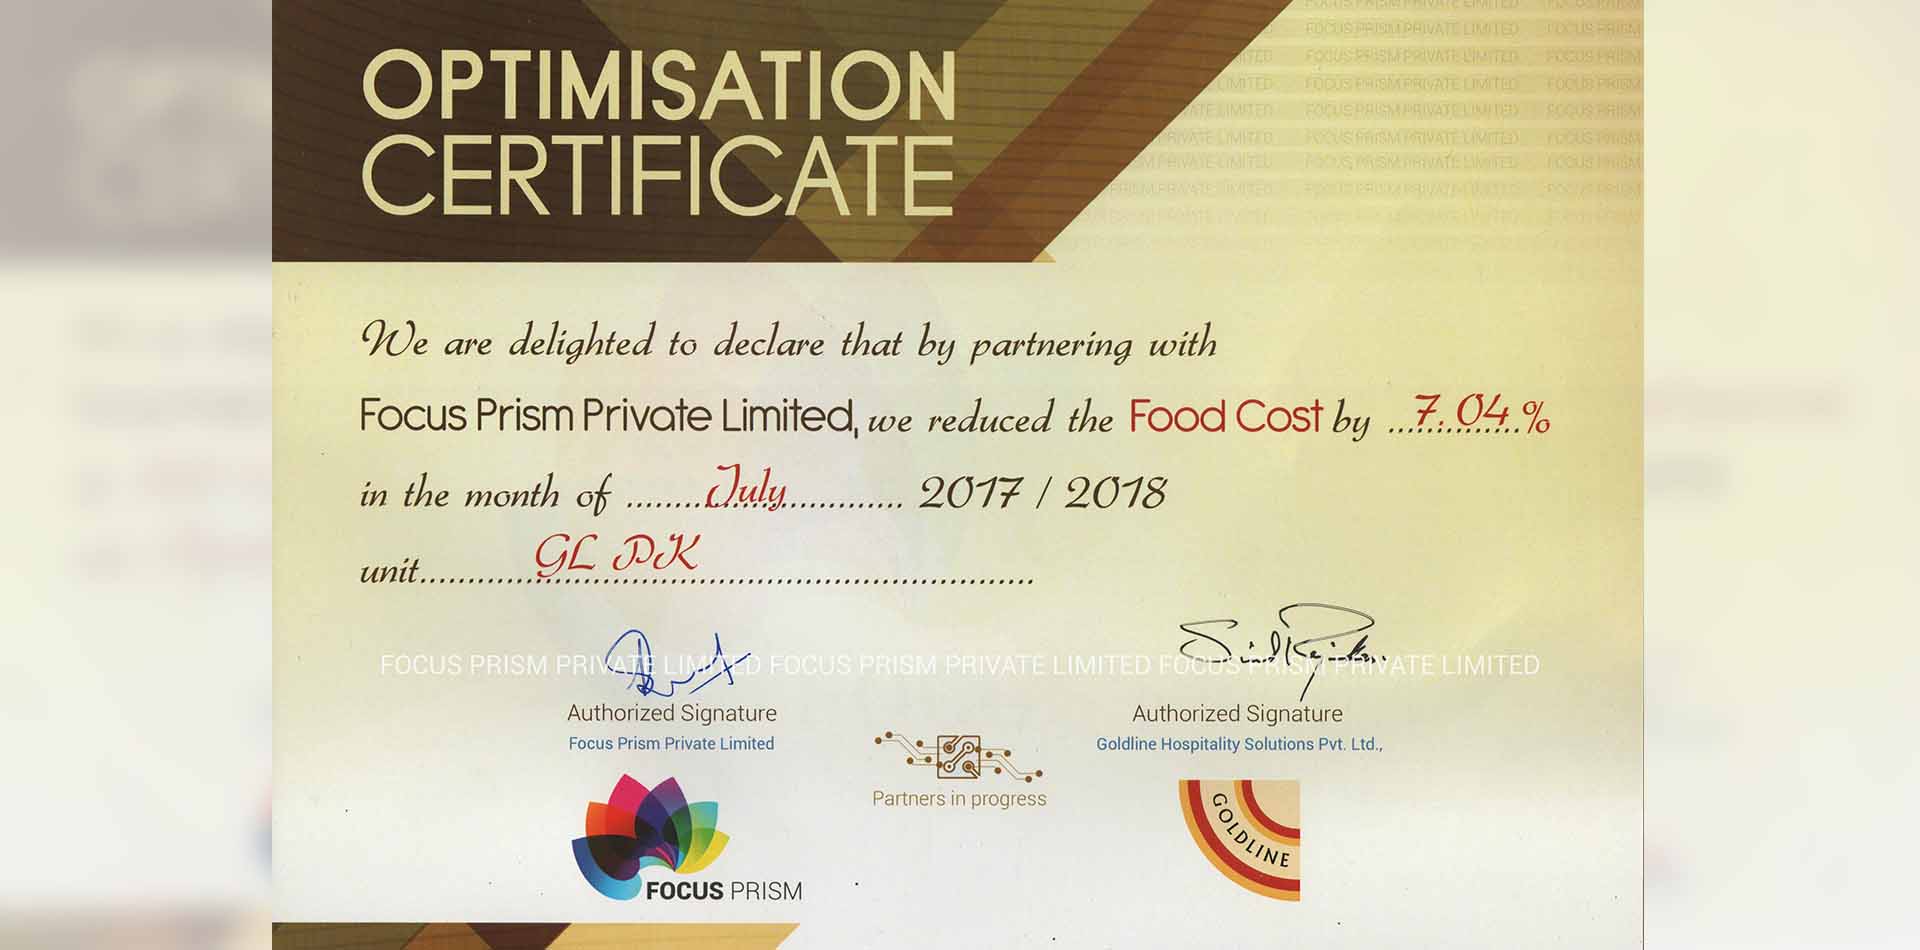 OPTIMISATION
CERTIFICATE
We are delighted to declare that by partnering with
Focus Prism Private Limited, we reduced the Food Cost by ...7.04...%
in the month of ........July............... 2017 / 2018
unit............GL PK...................................
FOCUS PRISM PRIVATE LIMITED FOCUS PRISM PRIVATE LIMITED FOCUS PRISM PRIVATE LIMITED
Authorized Signature
Focus Prism Private Limited
Authorized Signature
Goldline Hospitality Solutions Pvt. Ltd.,
Partners in progress
FOCUS PRISM
GOLDLINE